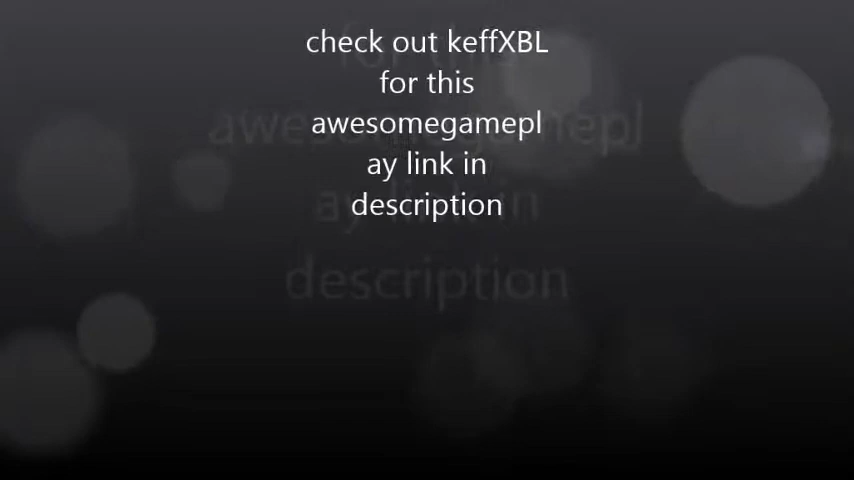 check out keffXBL
for this
awesomegamepl
ay link in
description